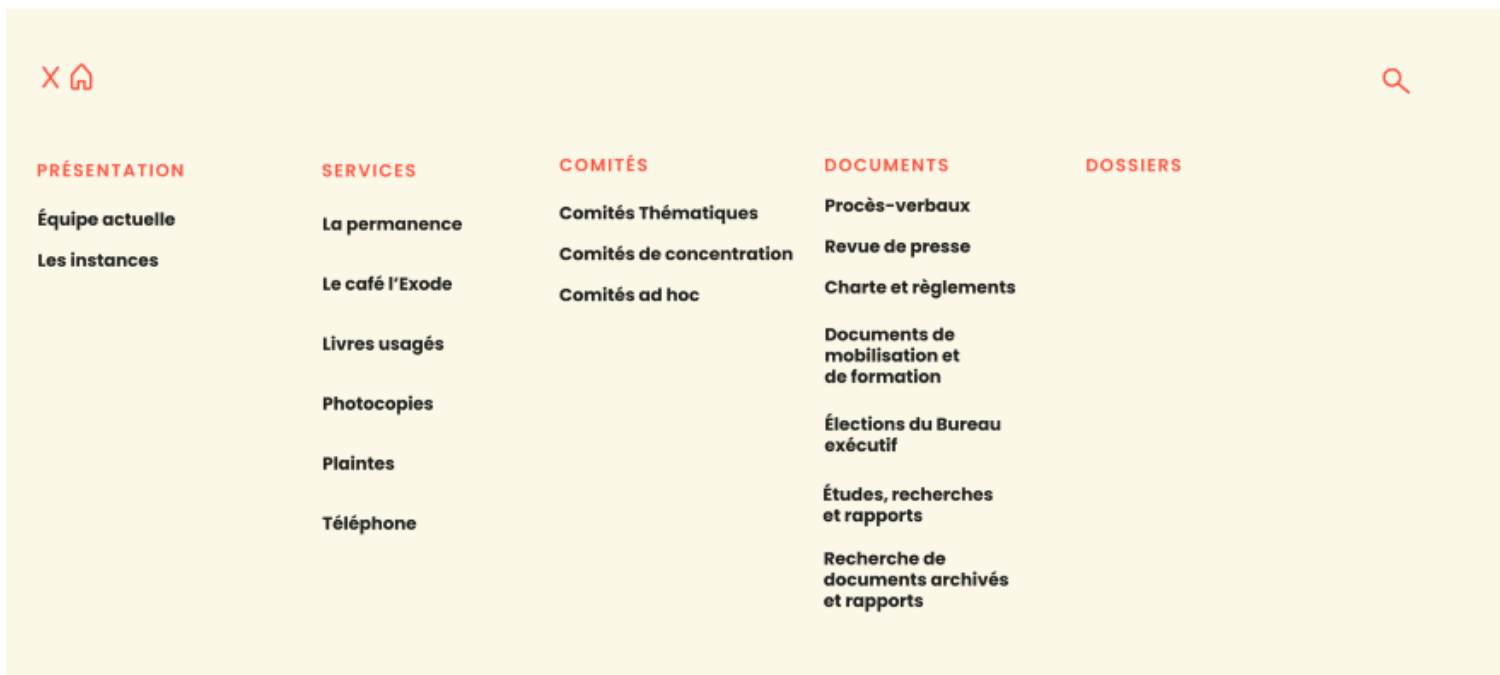 PRÉSENTATION
Équipe actuelle
Les instances
SERVICES
La permanence
Le café l'Exode
Livres usagés
Photocopies
Plaintes
Téléphone
COMITÉS
Comités Thématiques
Comités de concentration
Comités ad hoc
DOCUMENTS
Procès-verbaux
Revue de presse
Charte et règlements
Documents de
mobilisation et
de formation
Élections du Bureau
exécutif
Études, recherches
et rapports
Recherche de
documents archivés
et rapports
DOSSIERS